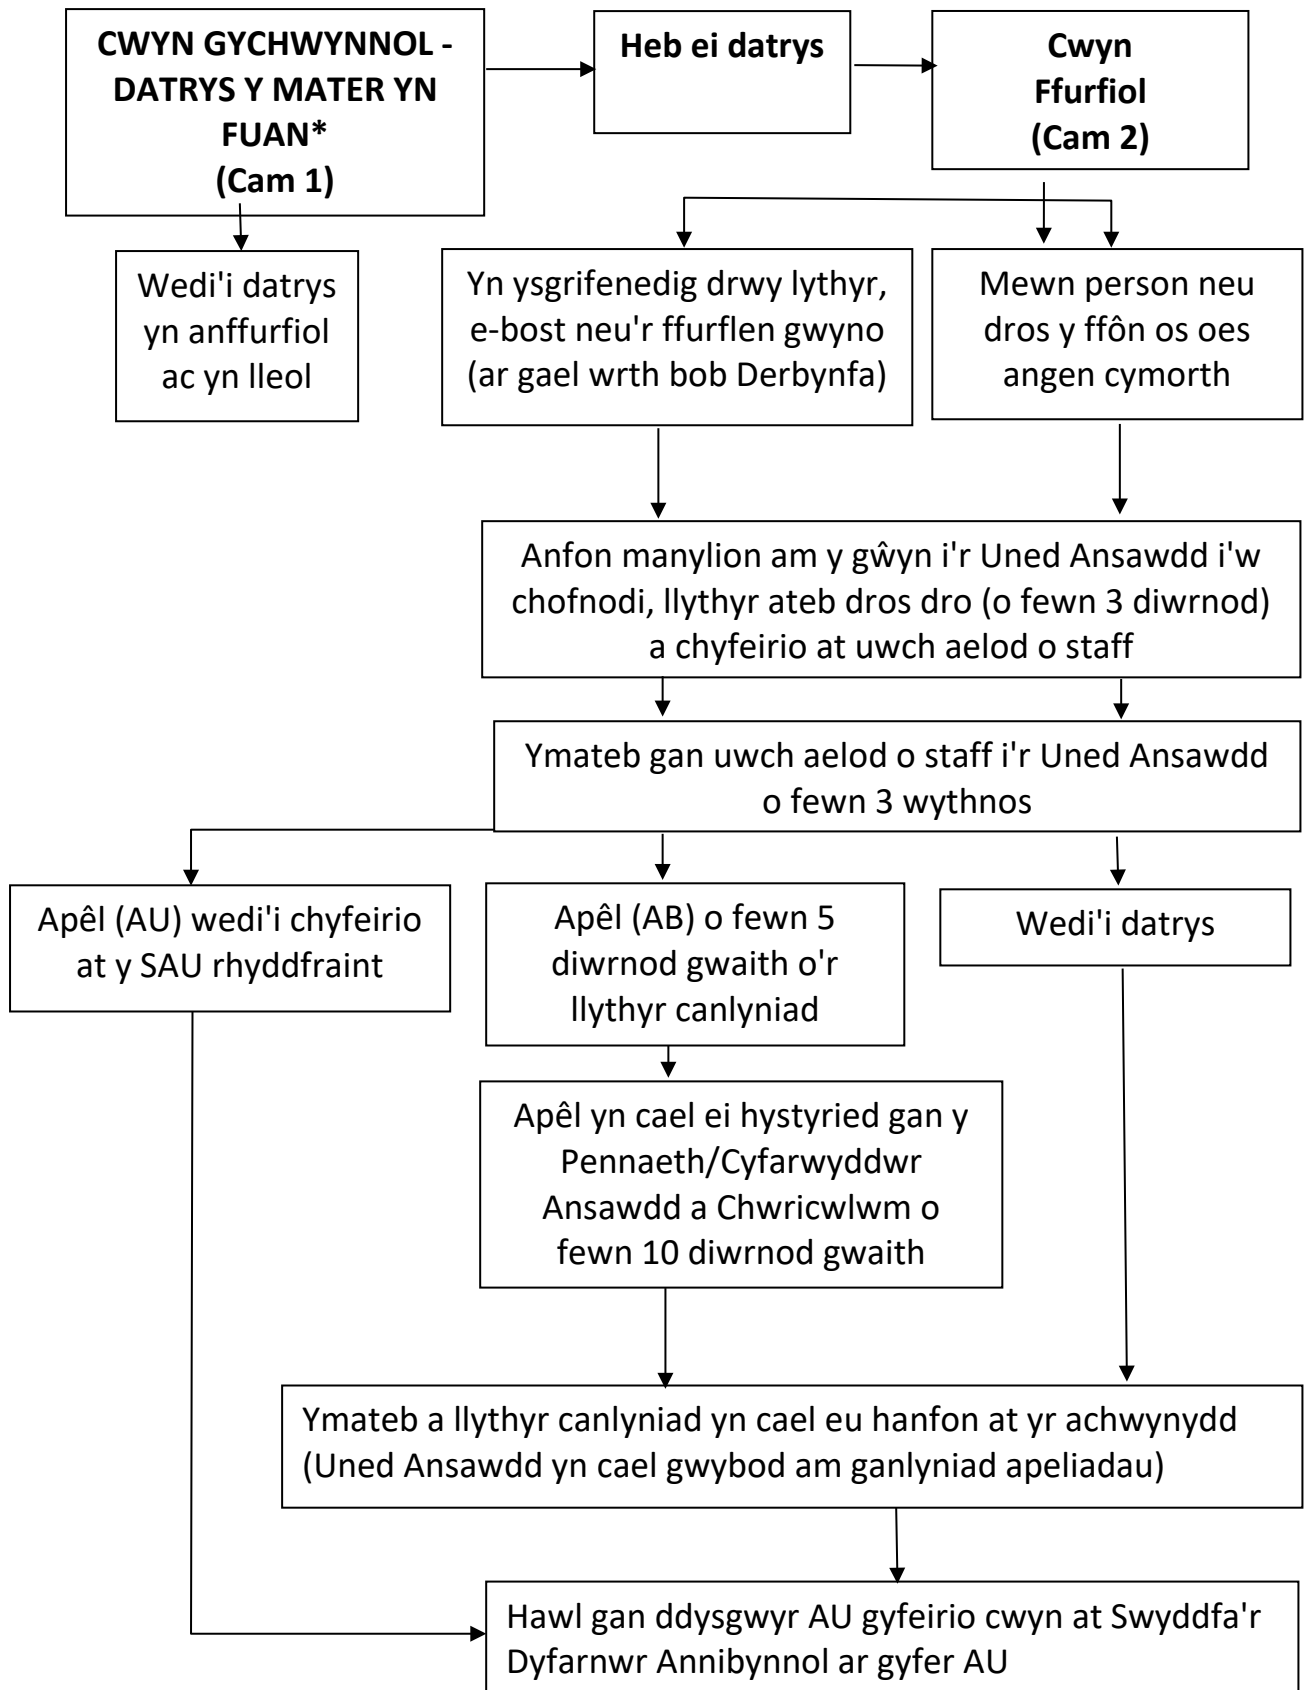 CWYN GYCHWYNNOL -
DATRYS Y MATER YN
FUAN*
(Cam 1)
Heb ei datrys
Cwyn
Ffurfiol
(Cam 2)
Wedi'i datrys
yn anffurfiol
ac yn lleol
Yn ysgrifenedig drwy lythyr,
e-bost neu'r ffurflen gwyno
(ar gael wrth bob Derbynfa)
Mewn person neu
dros y ffôn os oes
angen cymorth
Anfon manylion am y gŵyn i'r Uned Ansawdd i'w
chofnodi, llythyr ateb dros dro (o fewn 3 diwrnod)
a chyfeirio at uwch aelod o staff
Ymateb gan uwch aelod o staff i'r Uned Ansawdd
o fewn 3 wythnos
Apêl (AU) wedi'i chyfeirio
at y SAU rhyddfraint
Apêl (AB) o fewn 5
diwrnod gwaith o'r
llythyr canlyniad
Wedi'i datrys
Apêl yn cael ei hystyried gan y
Pennaeth/Cyfarwyddwr
Ansawdd a Chwricwlwm o
fewn 10 diwrnod gwaith
Ymateb a llythyr canlyniad yn cael eu hanfon at yr achwynydd
(Uned Ansawdd yn cael gwybod am ganlyniad apeliadau)
Hawl gan ddysgwyr AU gyfeirio cwyn at Swyddfa'r
Dyfarnwr Annibynnol ar gyfer AU